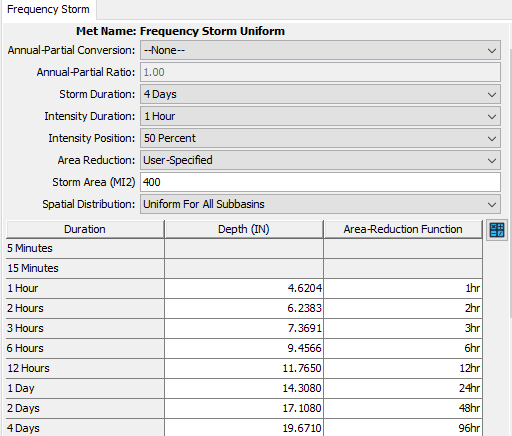 Frequency Storm
Met Name: Frequency Storm Uniform
Annual-Partial Conversion: --None--
Annual-Partial Ratio: 1.00
Storm Duration: 4 Days
Intensity Duration: 1 Hour
Intensity Position: 50 Percent
Area Reduction: User-Specified
Storm Area (MI2) 400
Spatial Distribution: Uniform For All Subbasins
Duration Depth (IN) Area-Reduction Function
5 Minutes
15 Minutes
1 Hour 4.6204 1hr
2 Hours 6.2383 2hr
3 Hours 7.3691 3hr
6 Hours 9.4566 6hr
12 Hours 11.7650 12hr
1 Day 14.3080 24hr
2 Days 17.1080 48hr
4 Days 19.6710 96hr